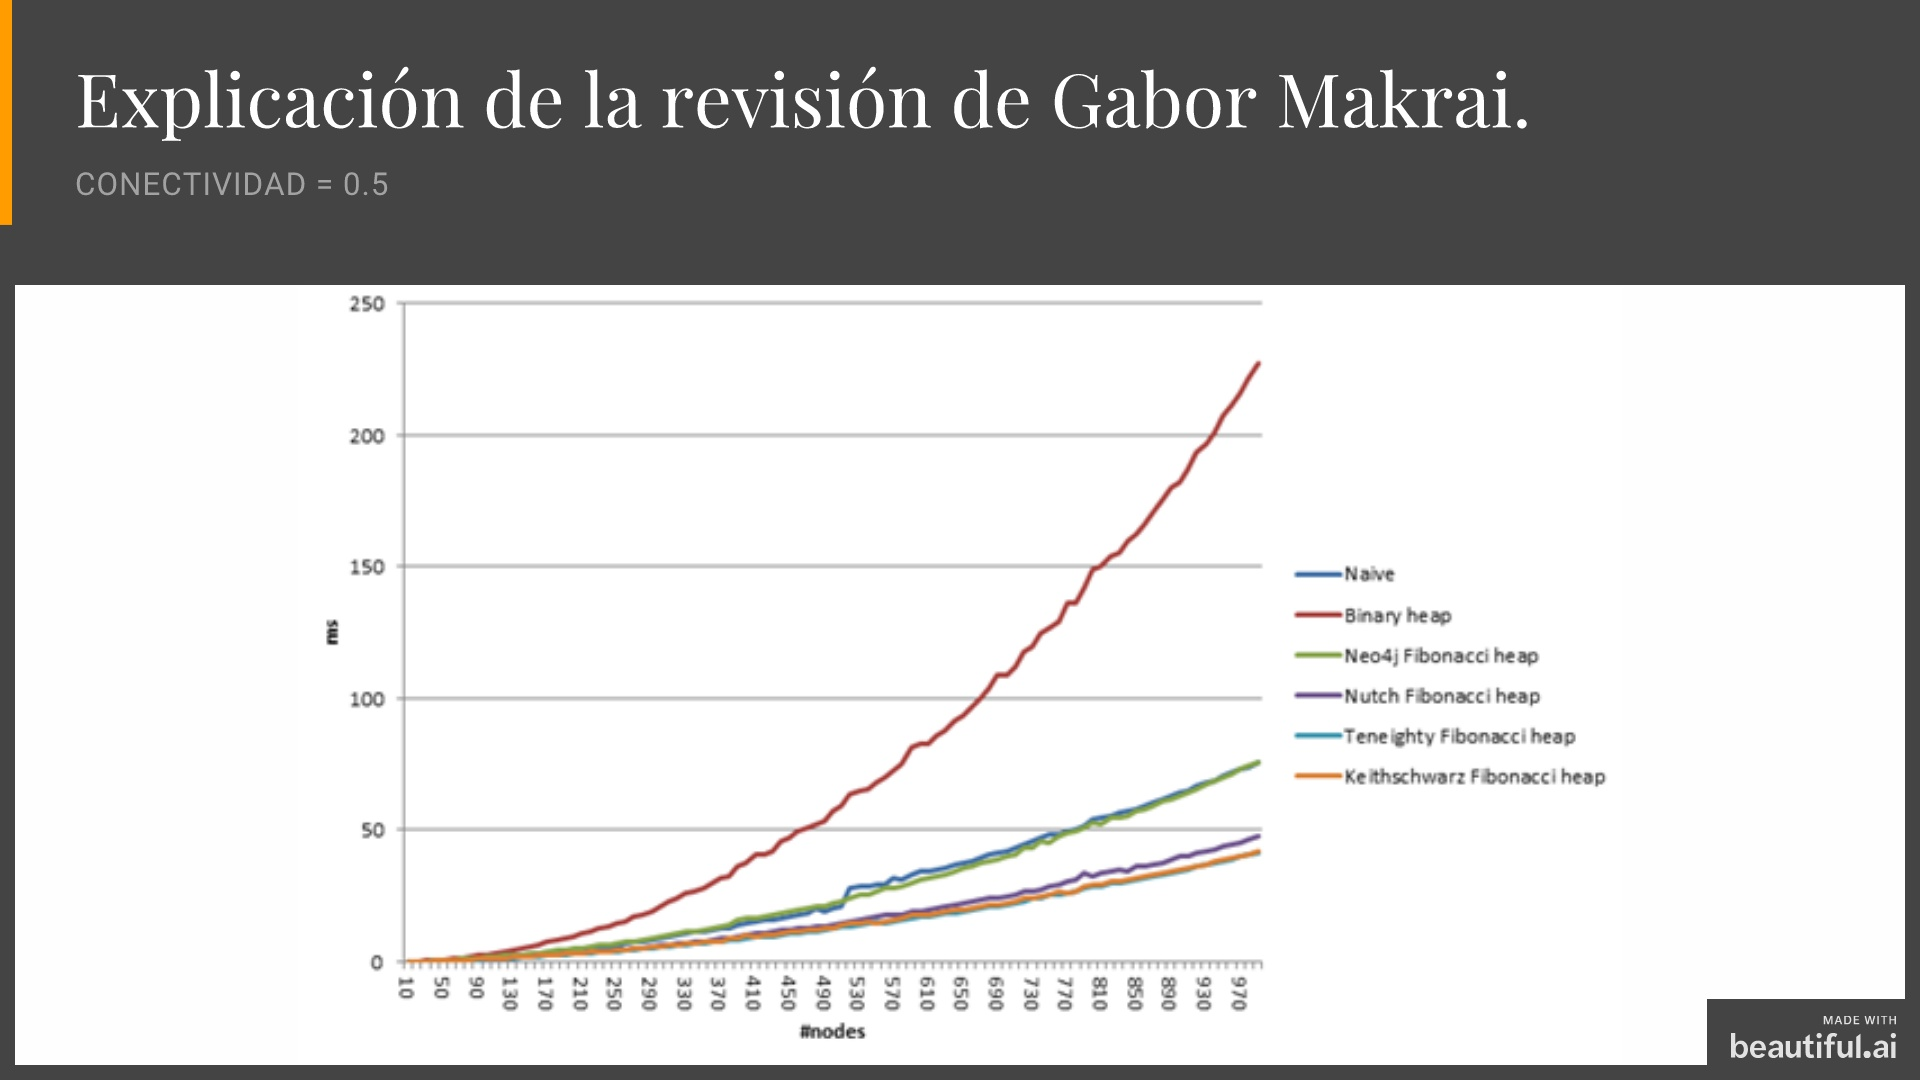 Explicación de la revisión de Gabor Makrai.
CONECTIVIDAD = 0.5
250
200
150
100
50
0
ms
10 50 90 130 170 210 250 290 330 370 410 450 490 530 570 610 650 690 730 770 810 850 890 930 970
#nodes
Naive
Binary heap
Neo4j Fibonacci heap
Nutch Fibonacci heap
Teneighty Fibonacci heap
Keithschwarz Fibonacci heap
MADE WITH
beautiful.ai